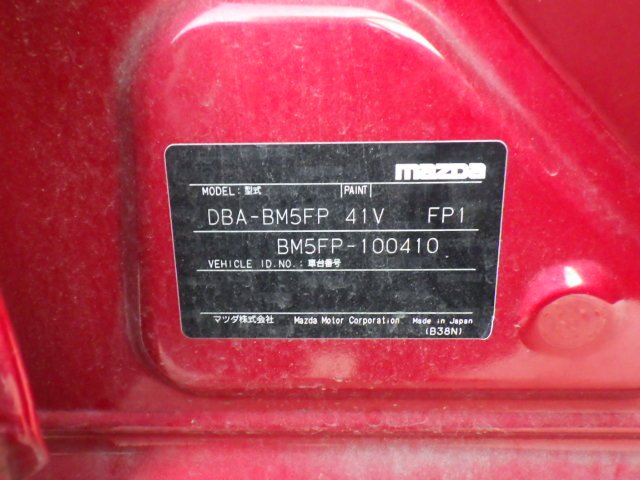 mazda
MODEL: 型式 PAINT
DBA-BM5FP 41V FP1
BM5FP-100410
VEHICLE ID.NO.: 車台番号
マツダ株式会社 Mazda Motor Corporation Made in Japan
(B38N)